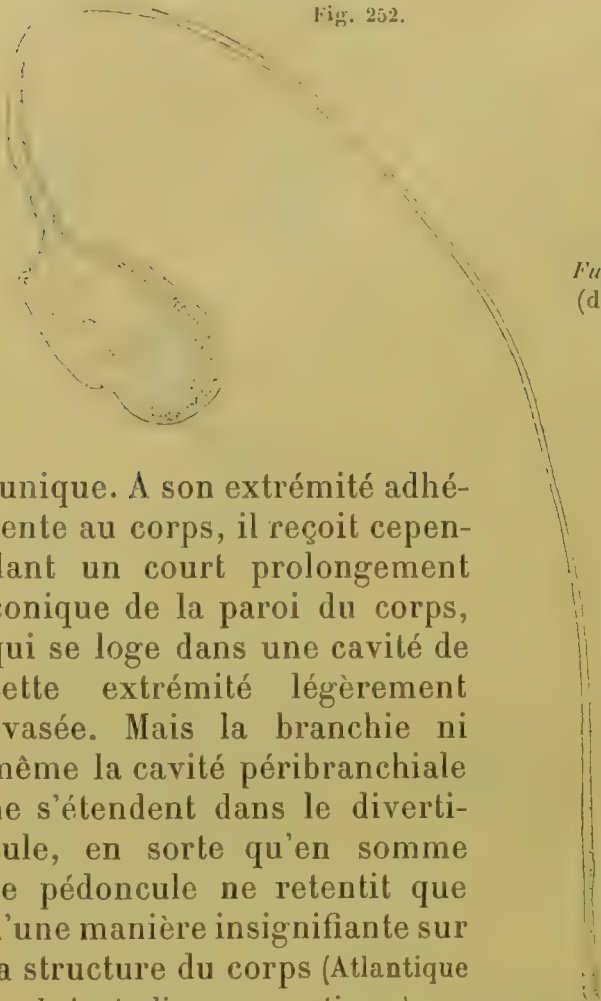 Fig. 252.
Fu
(d
unique. A son extrémité adhé-
ente au corps, il reçoit cepen-
dant un court prolongement
conique de la paroi du corps,
qui se loge dans une cavité de
ette extrémité légèrement
vasée. Mais la branchie ni
même la cavité péribranchiale
ne s'étendent dans le diverti-
ule, en sorte qu'en somme
e pédoncule ne retentit que
d'une manière insignifiante sur
a structure du corps (Atlantique